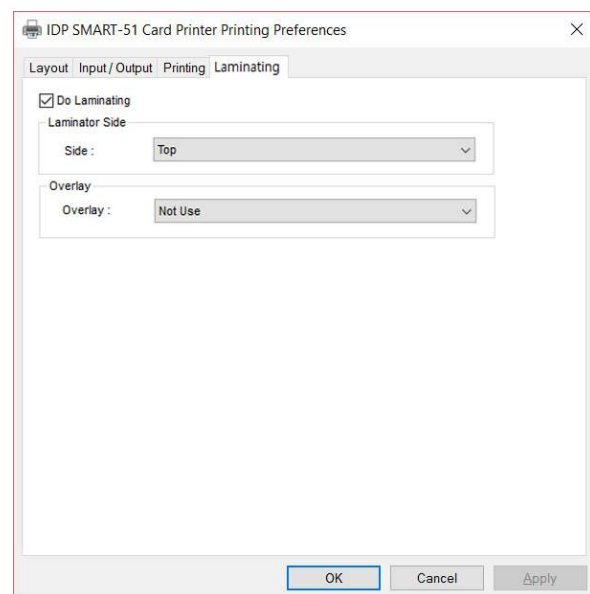 IDP SMART-51 Card Printer Printing Preferences
Layout Input / Output Printing Laminating
Do Laminating
Laminator Side
Side : Top
Overlay
Overlay : Not Use
OK Cancel Apply